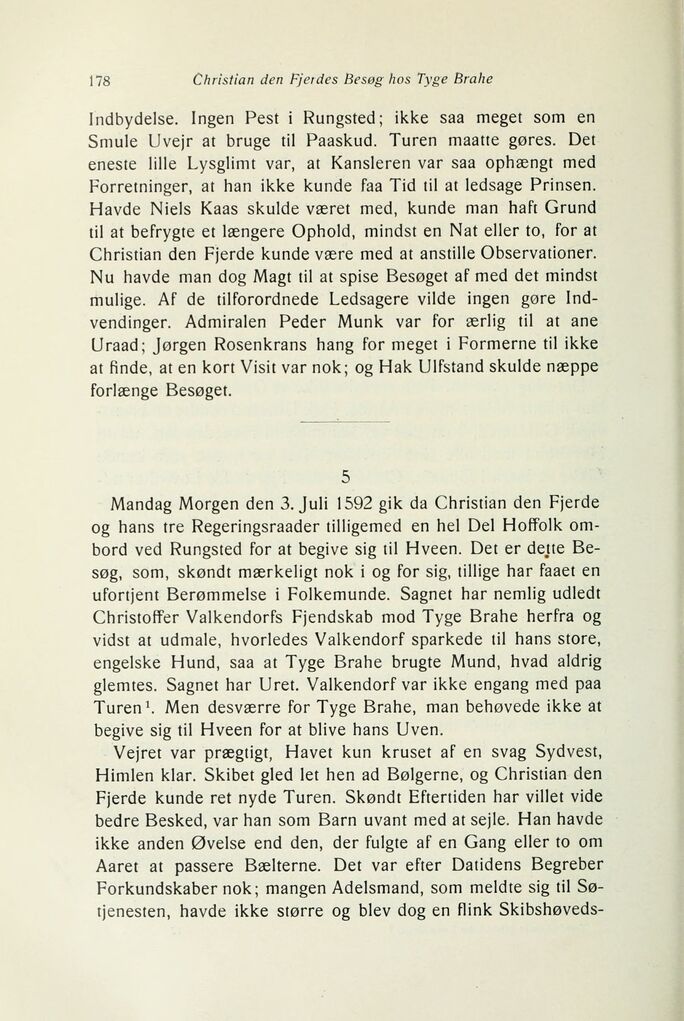 178 Christian den Fjerdes Besøg hos Tyge Brahe
Indbydelse. Ingen Pest i Rungsted; ikke saa meget som en
Smule Uvejr at bruge til Paaskud. Turen maatte gøres. Det
eneste lille Lysglimt var, at Kansleren var saa ophængt med
Forretninger, at han ikke kunde faa Tid til at ledsage Prinsen.
Havde Niels Kaas skulde været med, kunde man haft Grund
til at befrygte et længere Ophold, mindst en Nat eller to, for at
Christian den Fjerde kunde være med at anstille Observationer.
Nu havde man dog Magt til at spise Besøget af med det mindst
mulige. Af de tilforordnede Ledsagere vilde ingen gøre Ind-
vendinger. Admiralen Peder Munk var for ærlig til at ane
Uraad; Jørgen Rosenkrans hang for meget i Formerne til ikke
at finde, at en kort Visit var nok; og Hak Ulfstand skulde næppe
forlænge Besøget.
5
Mandag Morgen den 3. Juli 1592 gik da Christian den Fjerde
og hans tre Regeringsraader tilligemed en hel Del Hoffolk om-
bord ved Rungsted for at begive sig til Hveen. Det er dette Be-
søg, som, skøndt mærkeligt nok i og for sig, tillige har faaet en
ufortjent Berømmelse i Folkemunde. Sagnet har nemlig udledt
Christoffer Valkendorfs Fjendskab mod Tyge Brahe herfra og
vidst at udmale, hvorledes Valkendorf sparkede til hans store,
engelske Hund, saa at Tyge Brahe brugte Mund, hvad aldrig
glemtes. Sagnet har Uret. Valkendorf var ikke engang med paa
Turen¹. Men desværre for Tyge Brahe, man behøvede ikke at
begive sig til Hveen for at blive hans Uven.
Vejret var prægtigt, Havet kun kruset af en svag Sydvest,
Himlen klar. Skibet gled let hen ad Bølgerne, og Christian den
Fjerde kunde ret nyde Turen. Skøndt Eftertiden har villet vide
bedre Besked, var han som Barn uvant med at sejle. Han havde
ikke anden Øvelse end den, der fulgte af en Gang eller to om
Aaret at passere Bælterne. Det var efter Datidens Begreber
Forkundskaber nok; mangen Adelsmand, som meldte sig til Sø-
tjenesten, havde ikke større og blev dog en flink Skibshøveds-